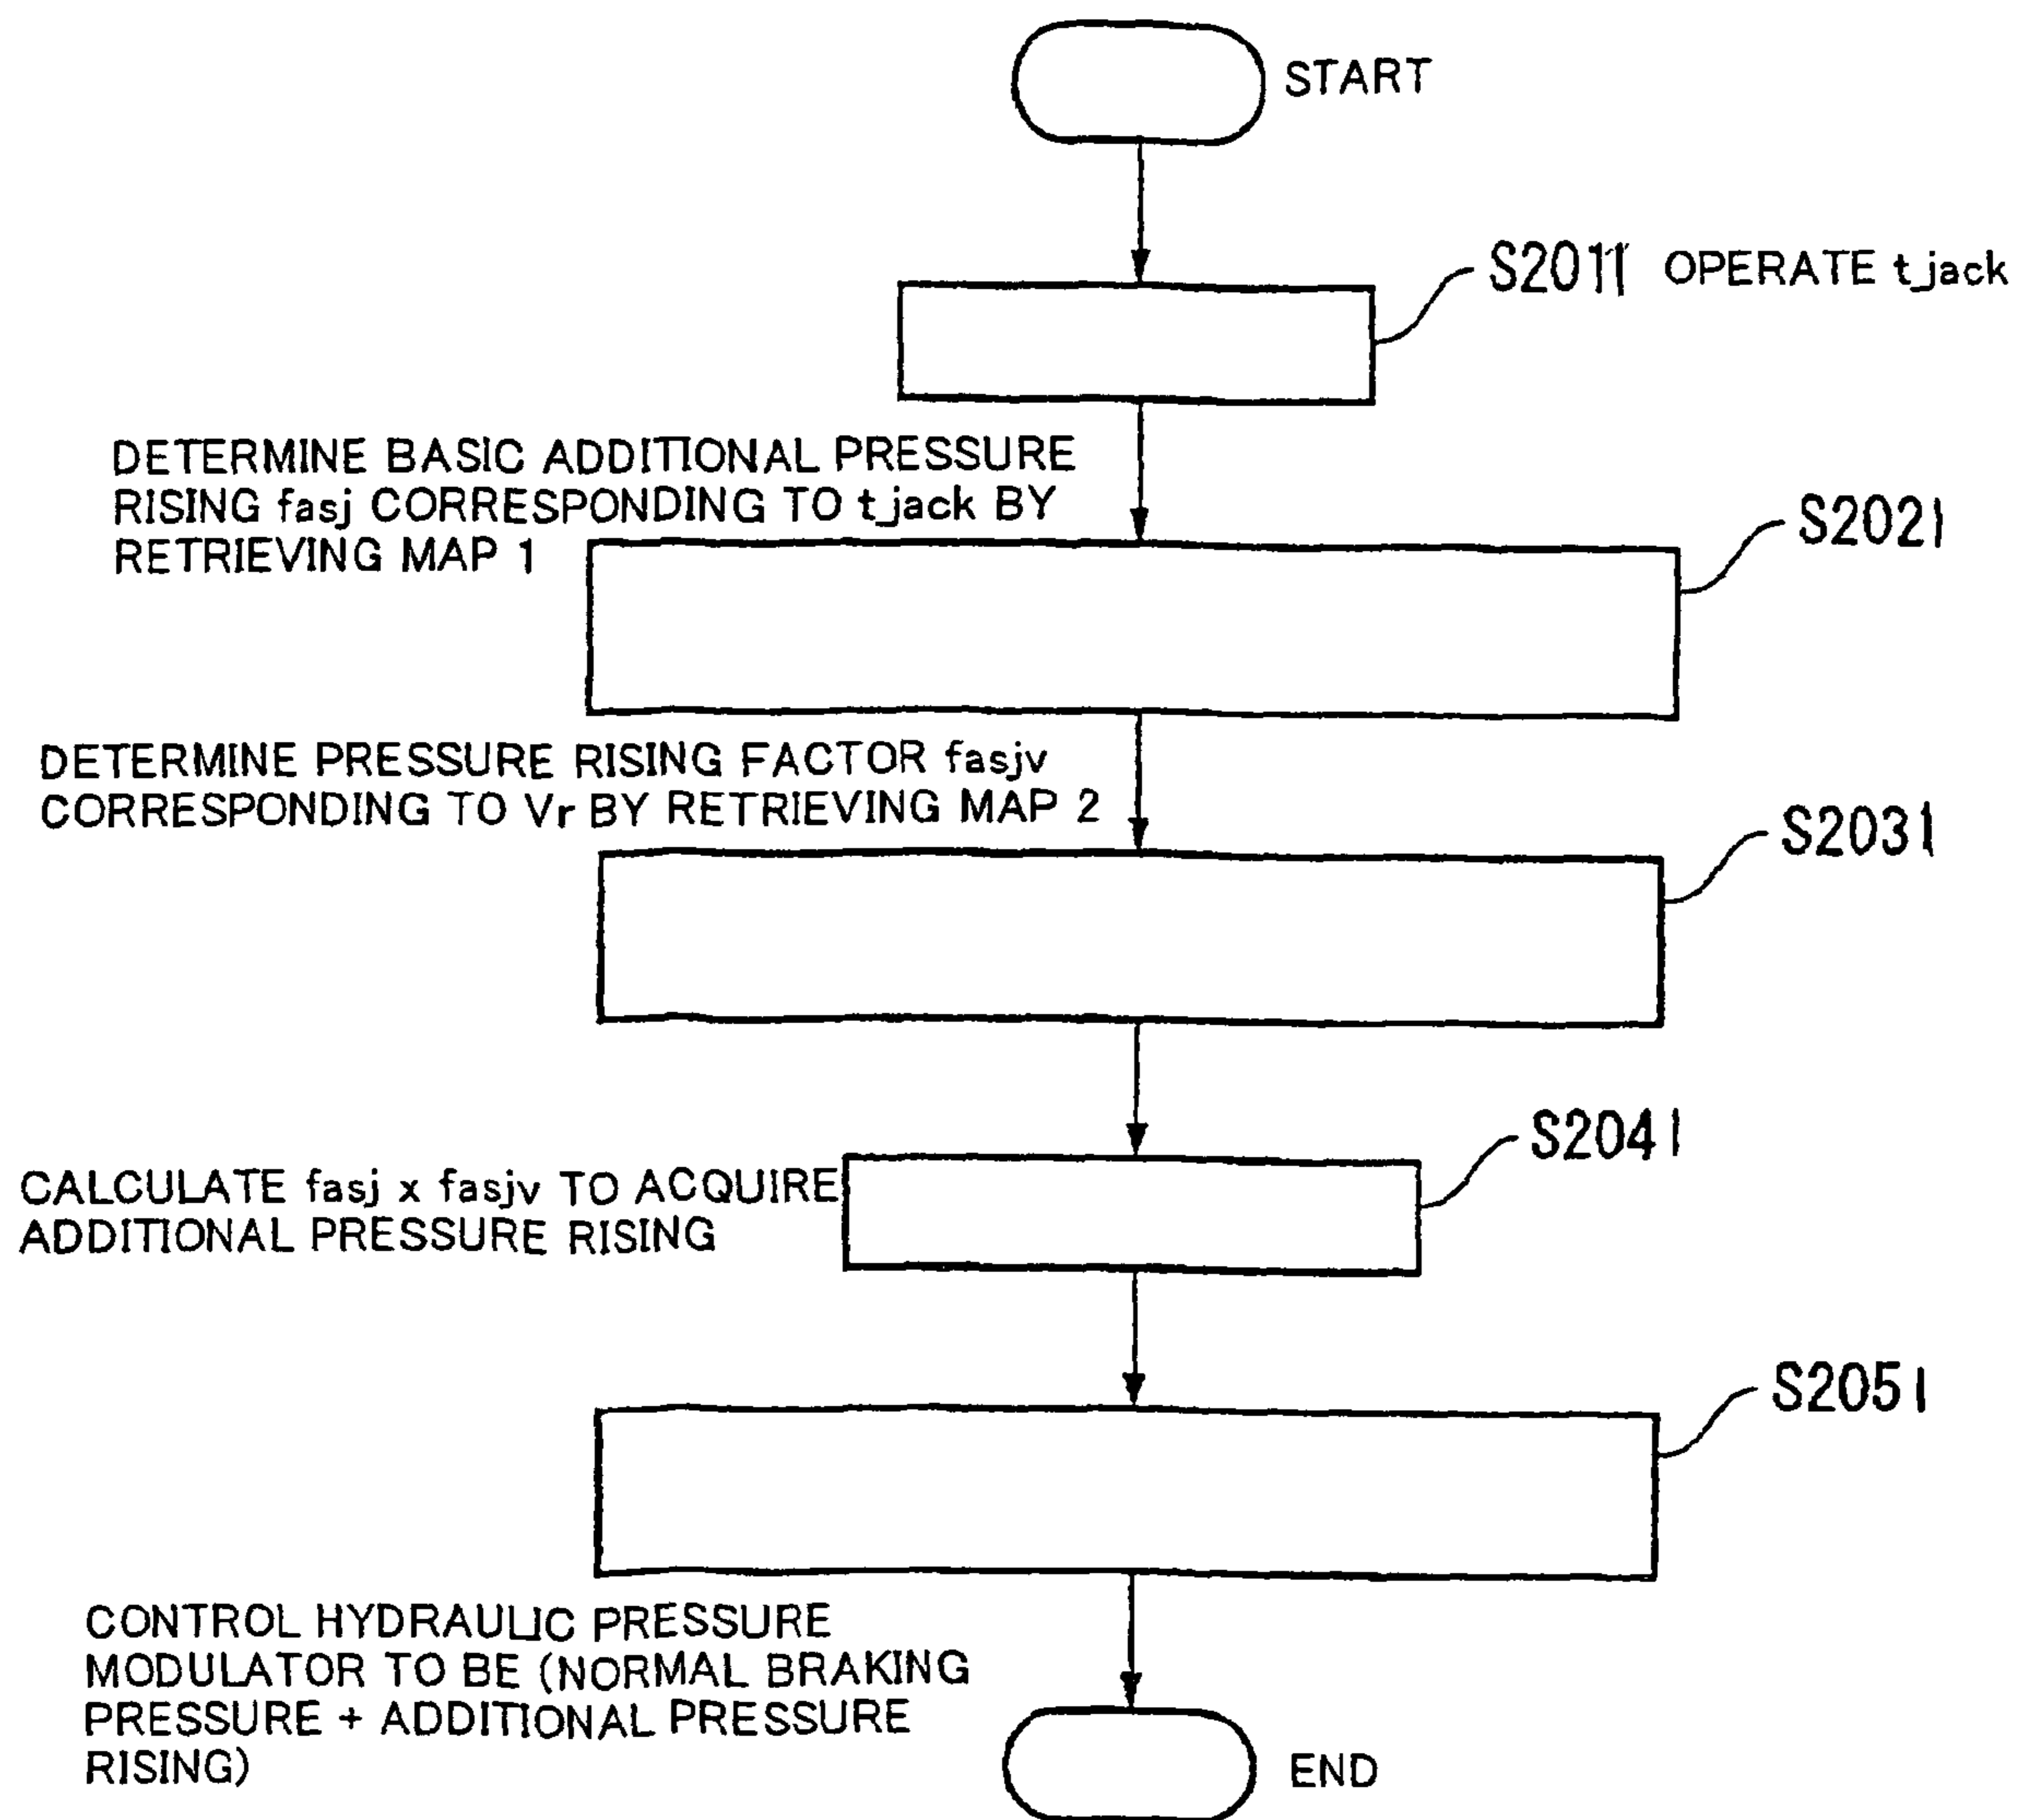 START
S2011 OPERATE tjack
DETERMINE BASIC ADDITIONAL PRESSURE
RISING fasj CORRESPONDING TO tjack BY
RETRIEVING MAP 1
S2021
DETERMINE PRESSURE RISING FACTOR fasjv
CORRESPONDING TO Vr BY RETRIEVING MAP 2
S2031
S2041
CALCULATE fasj x fasjv TO ACQUIRE
ADDITIONAL PRESSURE RISING
S2051
CONTROL HYDRAULIC PRESSURE
MODULATOR TO BE (NORMAL BRAKING
PRESSURE + ADDITIONAL PRESSURE
RISING)
END